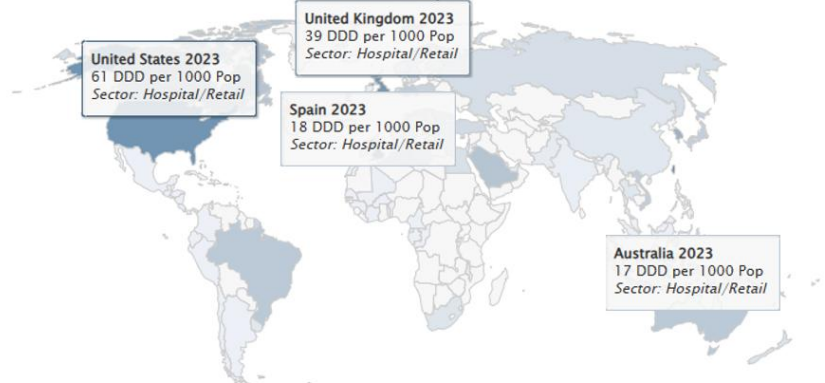 United Kingdom 2023
39 DDD per 1000 Pop
Sector: Hospital/Retail
United States 2023
61 DDD per 1000 Pop
Sector: Hospital/Retail
Spain 2023
18 DDD per 1000 Pop
Sector: Hospital/Retail
Australia 2023
17 DDD per 1000 Pop
Sector: Hospital/Retail